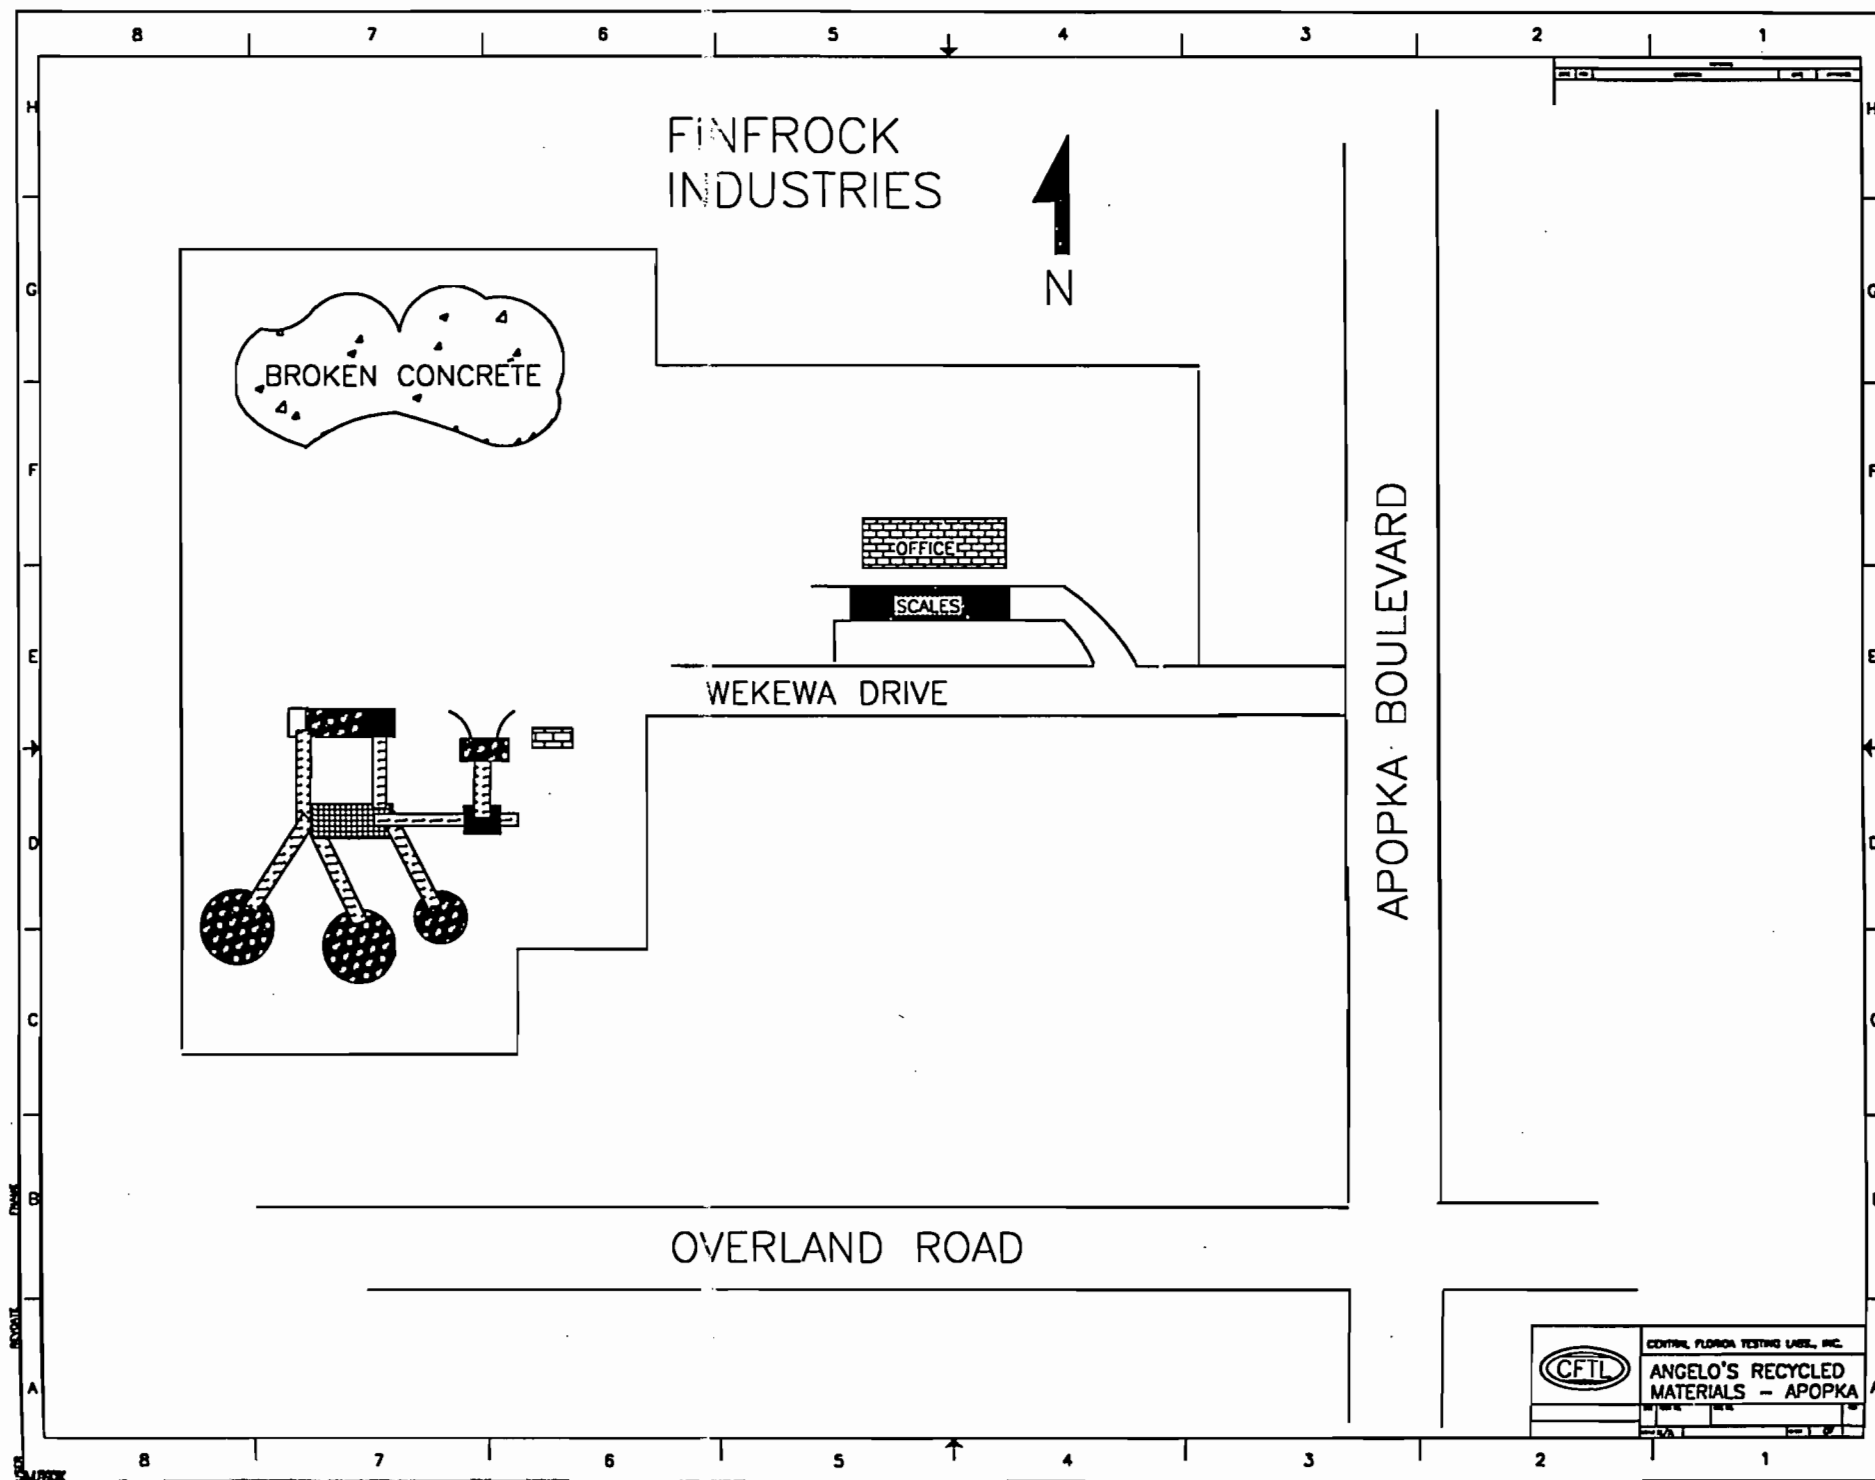 8 7 6 5 4 3 2 1
H H
FINFROCK
INDUSTRIES
N
G G
BROKEN CONCRETE
F F
OFFICE
SCALES
E E
WEKEWA DRIVE
APOPKA BOULEVARD
D D
C C
B B
OVERLAND ROAD
CENTRAL FLORIDA TESTING LABS., INC.
CFTL
ANGELO'S RECYCLED
MATERIALS - APOPKA
A A
8 7 6 5 4 3 2 1